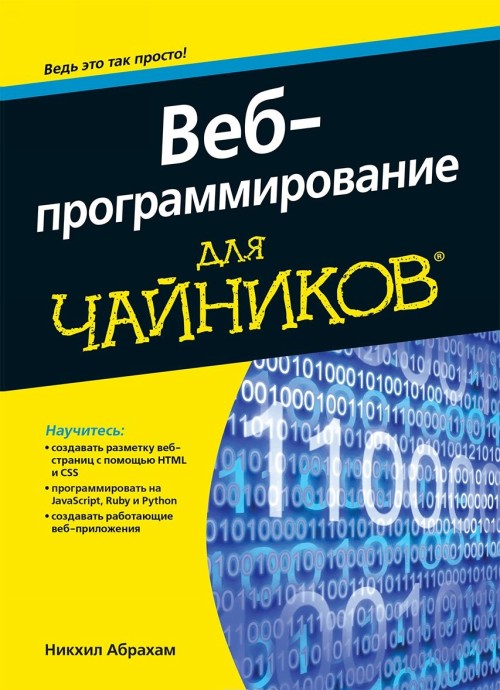 Ведь это так просто!
Веб-
программирование
для
ЧАЙНИКОВ®
Научитесь:
• создавать разметку веб-
страниц с помощью HTML
и CSS
• программировать на
JavaScript, Ruby и Python
• создавать работающие
веб-приложения
Никхил Абрахам